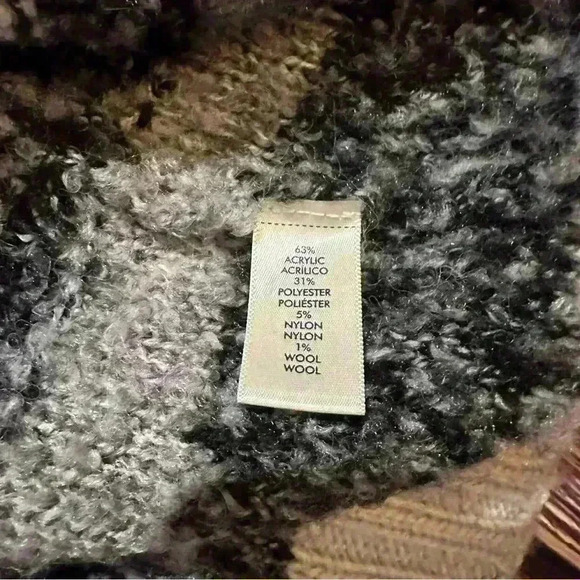 63%
ACRYLIC
ACRÍLICO
31%
POLYESTER
POLIÉSTER
5%
NYLON
NYLON
1%
WOOL
WOOL